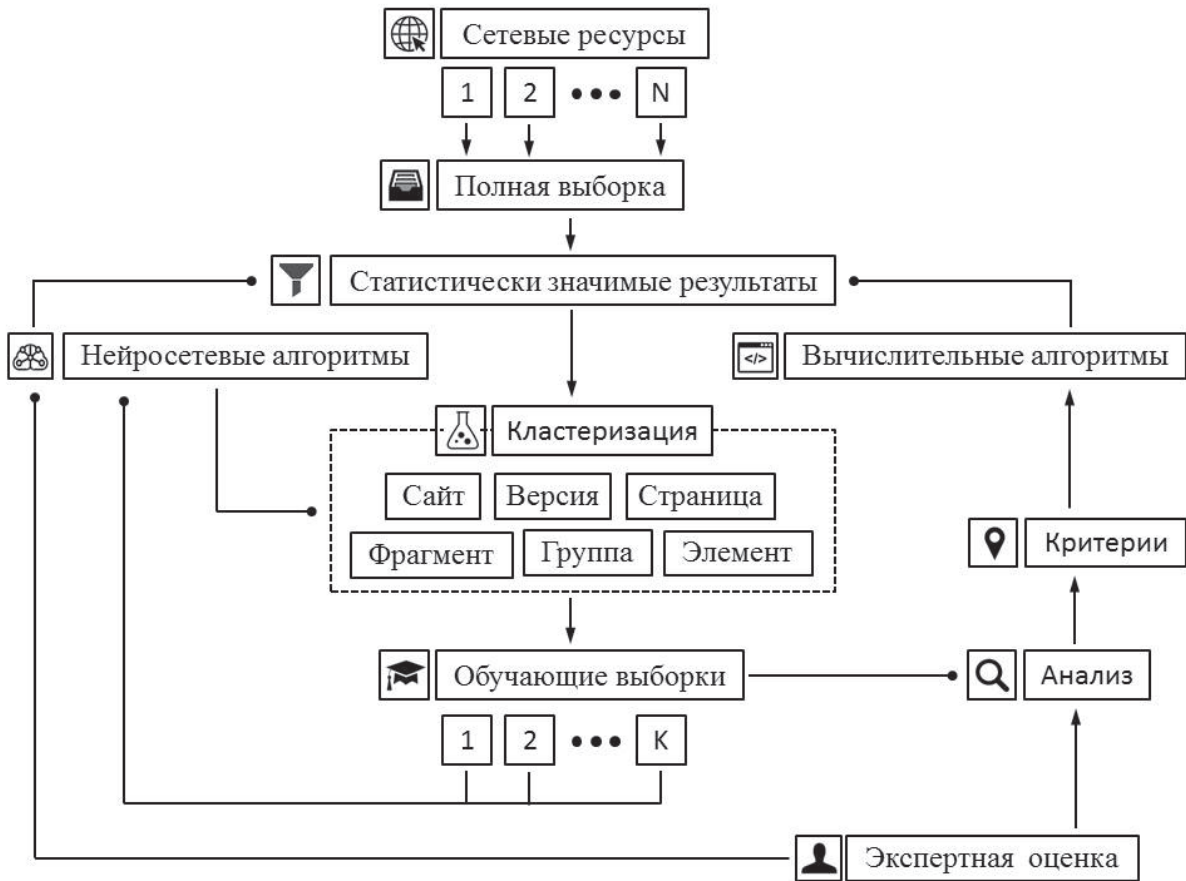 Сетевые ресурсы
1 2 ••• N
Полная выборка
Статистически значимые результаты
Нейросетевые алгоритмы
</> Вычислительные алгоритмы
Кластеризация
Сайт Версия Страница
Фрагмент Группа Элемент
Критерии
Обучающие выборки
Анализ
1 2 ••• K
Экспертная оценка